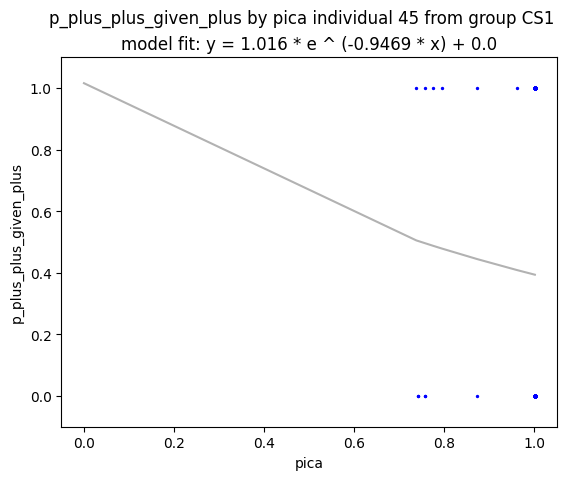 p_plus_plus_given_plus by pica individual 45 from group CS1
model fit: y = 1.016 * e ^ (-0.9469 * x) + 0.0
1.0
0.8
0.6
0.4
0.2
0.0
p_plus_plus_given_plus
0.0 0.2 0.4 0.6 0.8 1.0
pica